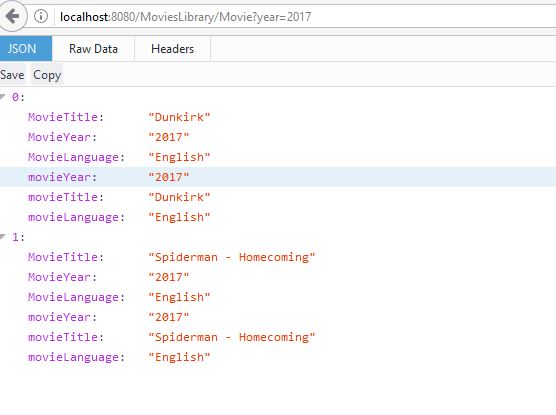 localhost:8080/MoviesLibrary/Movie?year=2017
JSON Raw Data Headers
Save Copy
0:
MovieTitle: "Dunkirk"
MovieYear: "2017"
MovieLanguage: "English"
movieYear: "2017"
movieTitle: "Dunkirk"
movieLanguage: "English"
1:
MovieTitle: "Spiderman - Homecoming"
MovieYear: "2017"
MovieLanguage: "English"
movieYear: "2017"
movieTitle: "Spiderman - Homecoming"
movieLanguage: "English"